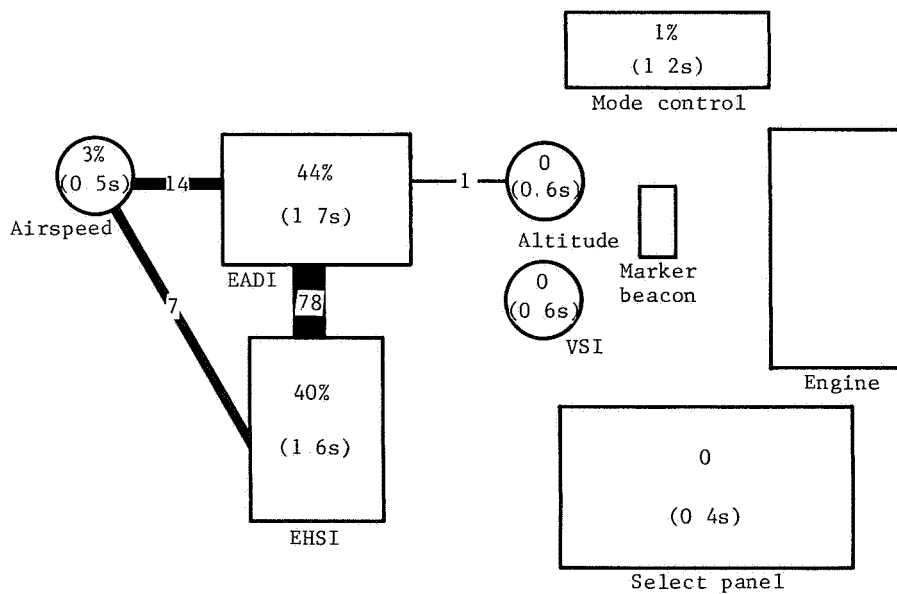 1%
(1 2s)
Mode control
3%
(0 5s)
Airspeed
14
44%
(1 7s)
EADI
1
0
(0.6s)
Altitude
Marker
beacon
0
(0 6s)
VSI
78
7
Engine
40%
(1.6s)
EHSI
0
(0 4s)
Select panel